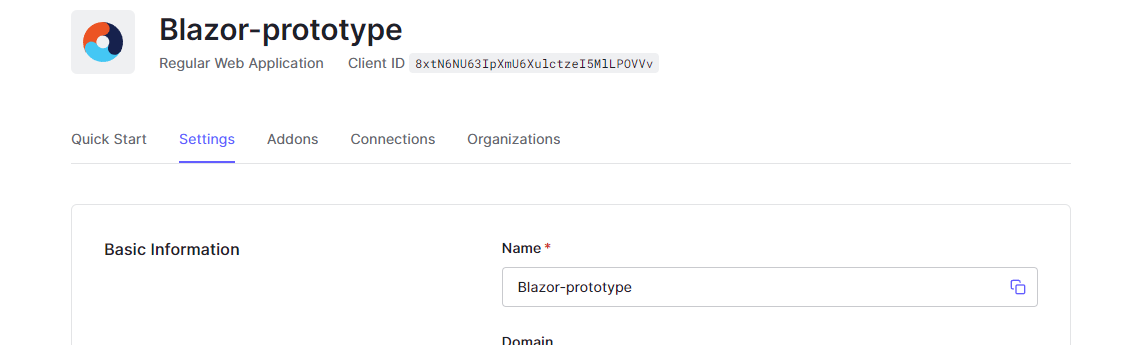 Blazor-prototype
Regular Web Application Client ID 8xtN6NU63IpXmU6XulctzeI5MlLPOVVv
Quick Start Settings Addons Connections Organizations
Basic Information
Name *
Blazor-prototype
Domain